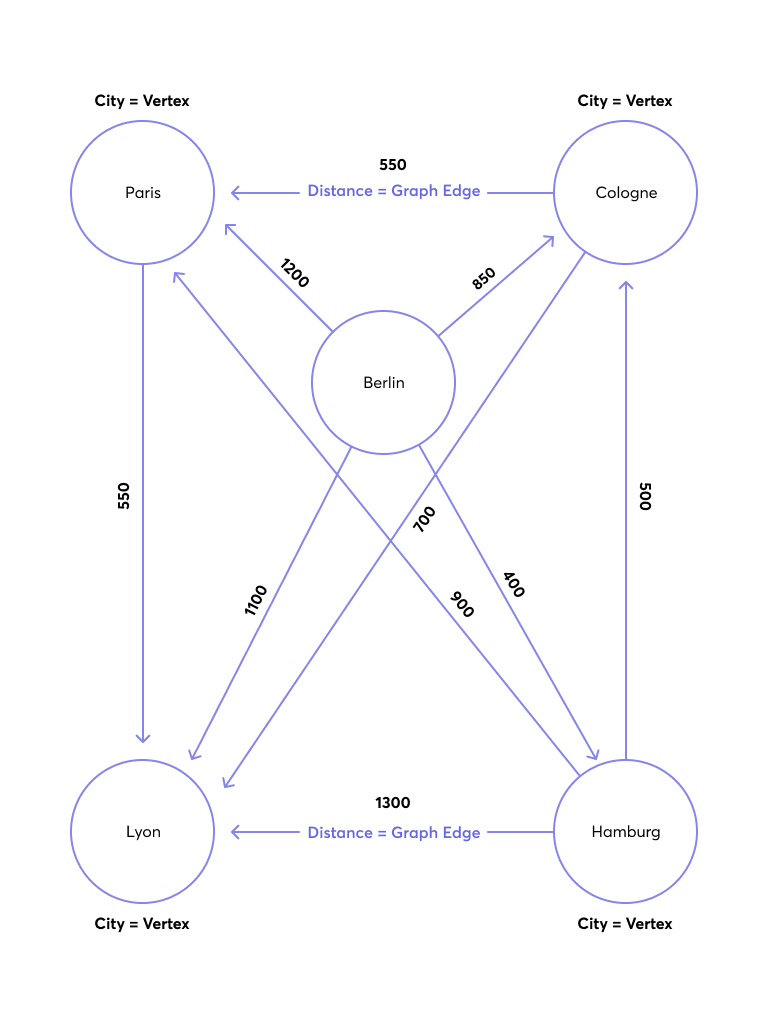 City = Vertex
City = Vertex
Paris
550
Distance = Graph Edge
Cologne
1200
850
Berlin
550
700
500
1100
900
400
Lyon
1300
Distance = Graph Edge
Hamburg
City = Vertex
City = Vertex